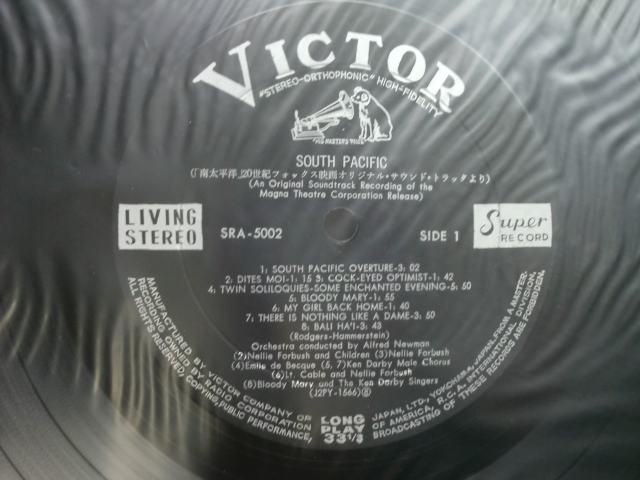 VICTOR
"STEREO-ORTHOPHONIC" HIGH-FIDELITY
"HIS MASTER'S VOICE"
SOUTH PACIFIC
(「南太平洋」20世紀フォックス映画オリジナル・サウンド・トラックより)
(An Original Soundtrack Recording of the
Magna Theatre Corporation Release)
LIVING
STEREO
SRA-5002
SIDE 1
Super
RECORD
1: SOUTH PACIFIC OVERTURE-3: 02
2: DITES MOI-1: 15 3: COCK-EYED OPTIMIST-1: 42
4: TWIN SOLILOQUIES-SOME ENCHANTED EVENING-5: 50
5: BLOODY MARY-1: 55
6: MY GIRL BACK HOME-1: 40
7: THERE IS NOTHING LIKE A DAME-3: 50
8: BALI HA'I-3: 43
(Rodgers-Hammerstein)
Orchestra conducted by Alfred Newman
(2)Nellie Forbush and Children (3)Nellie Forbush
(4)Emile de Becque (5, 7)Ken Darby Male Chorus
(6)Lt. Cable and Nellie Forbush
(8)Bloody Mary and The Ken Darby Singers
(J2PY-1566)Ⓡ
LONG
PLAY
33⅓
MANUFACTURED BY VICTOR COMPANY OF JAPAN, LTD., YOKOHAMA, JAPAN, FROM A MASTER-
RECORDING OWNED BY RADIO CORPORATION OF AMERICA, R.C.A. INTERNATIONAL DIVISION.
ALL RIGHTS RESERVED, COPYING, PUBLIC PERFORMANCE, BROADCASTING OF THESE RECORDS ARE FORBIDDEN.